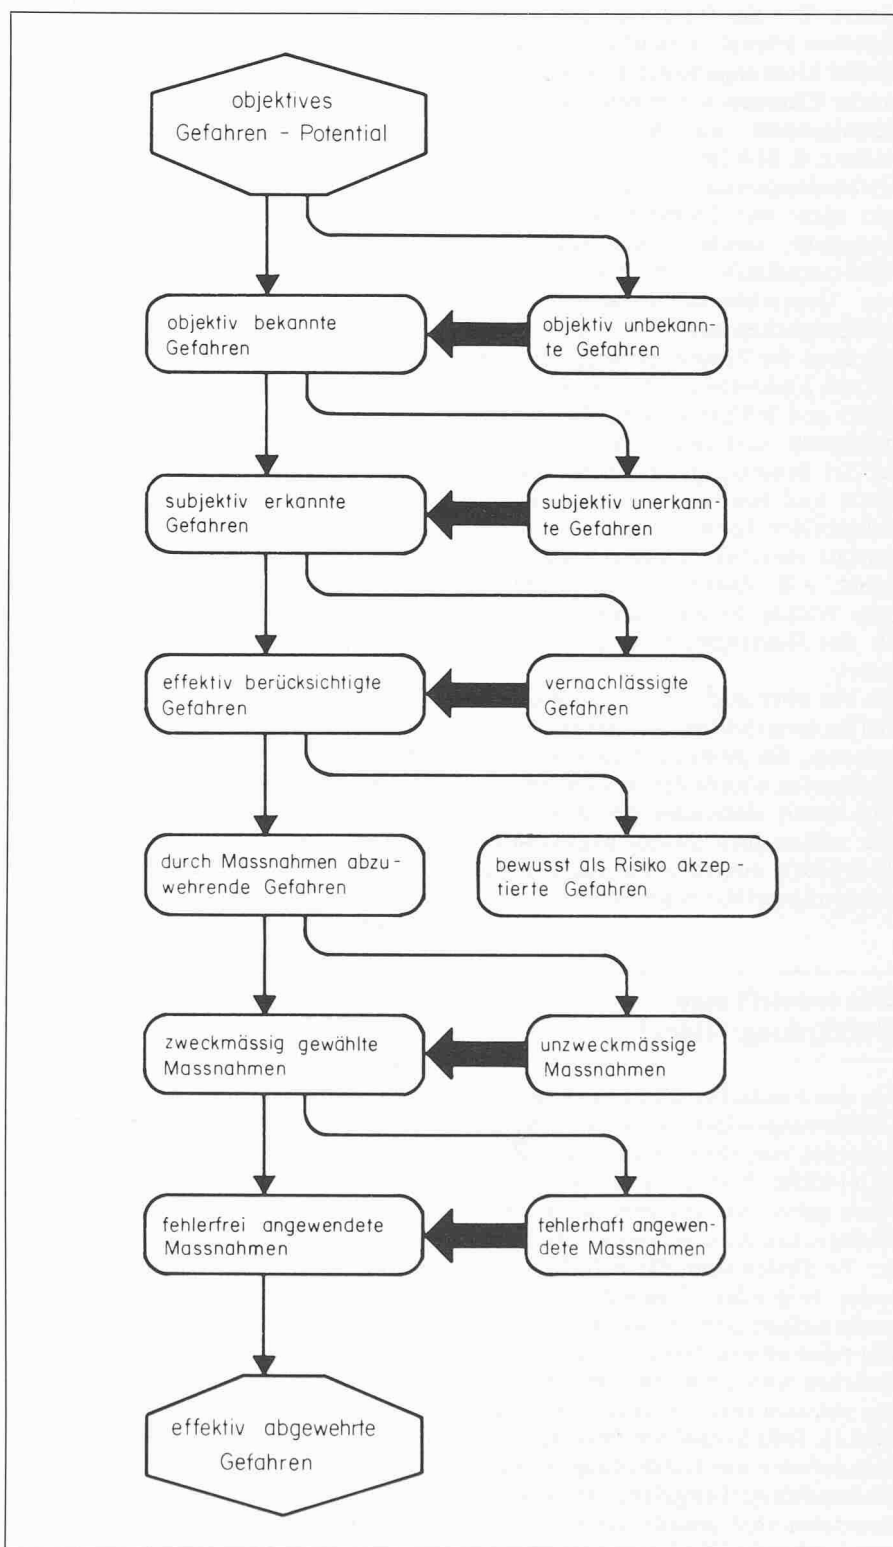 objektives
Gefahren - Potential
objektiv bekannte
Gefahren
objektiv unbekann-
te Gefahren
subjektiv erkannte
Gefahren
subjektiv unerkann-
te Gefahren
effektiv berücksichtigte
Gefahren
vernachlässigte
Gefahren
durch Massnahmen abzu-
wehrende Gefahren
bewusst als Risiko akzep-
tierte Gefahren
zweckmässig gewählte
Massnahmen
unzweckmässige
Massnahmen
fehlerfrei angewendete
Massnahmen
fehlerhaft angewen-
dete Massnahmen
effektiv abgewehrte
Gefahren